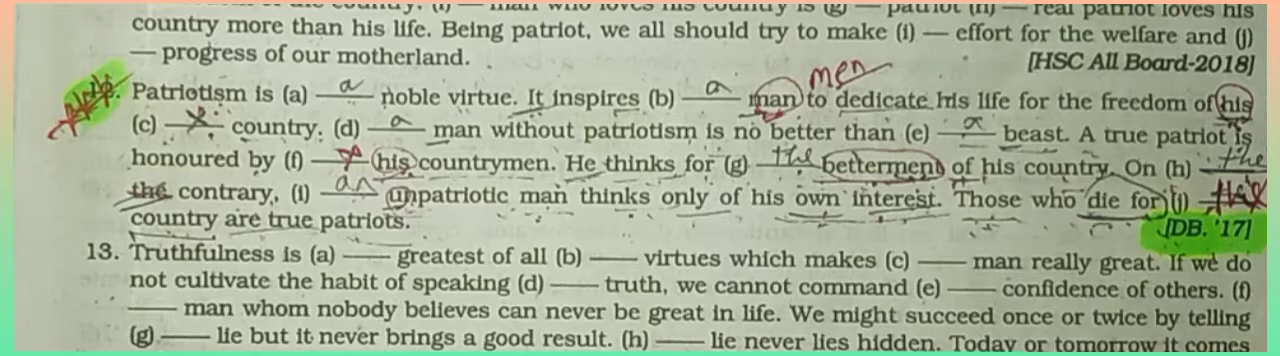 country more than his life. Being patriot, we all should try to make (i) — effort for the welfare and (j)
— progress of our motherland. [HSC All Board-2018]
men
Patriotism is (a) a noble virtue. It inspires (b) a man to dedicate his life for the freedom of his
(c) × country. (d) a man without patriotism is no better than (e) a beast. A true patriot is
honoured by (f) × his countrymen. He thinks for (g) the betterment of his country. On (h) the
the contrary, (i) an unpatriotic man thinks only of his own interest. Those who die for (j) the
country are true patriots. [DB. '17]
13. Truthfulness is (a) — greatest of all (b) — virtues which makes (c) — man really great. If we do
not cultivate the habit of speaking (d) — truth, we cannot command (e) — confidence of others. (f)
— man whom nobody believes can never be great in life. We might succeed once or twice by telling
(g) — lie but it never brings a good result. (h) — lie never lies hidden. Today or tomorrow it comes